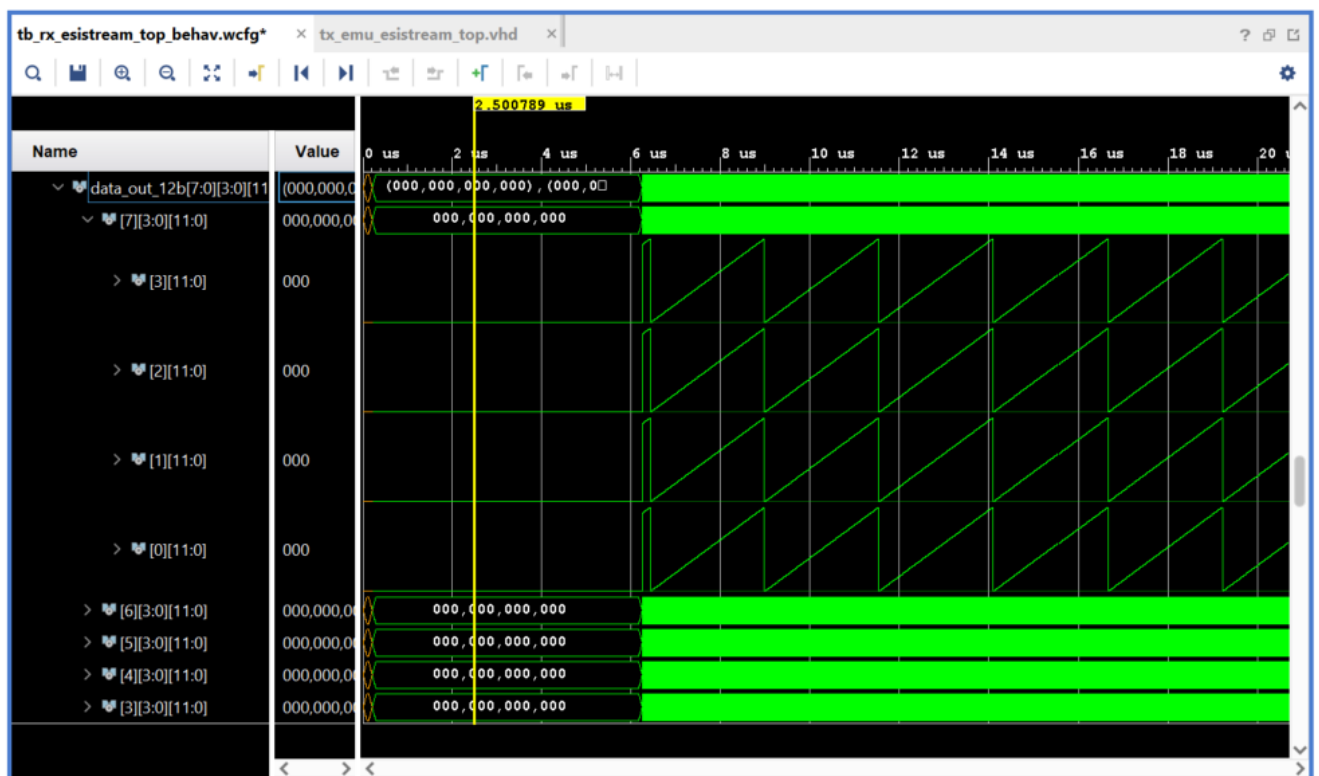 tb_rx_esistream_top_behav.wcfg* × tx_emu_esistream_top.vhd ×
2.500789 us
Name Value 0 us 2 us 4 us 6 us 8 us 10 us 12 us 14 us 16 us 18 us 20
data_out_12b[7:0][3:0][11 (000,000,0 (000,000,000,000),(000,0
[7][3:0][11:0] 000,000,0 000,000,000,000
[3][11:0] 000
[2][11:0] 000
[1][11:0] 000
[0][11:0] 000
[6][3:0][11:0] 000,000,0 000,000,000,000
[5][3:0][11:0] 000,000,0 000,000,000,000
[4][3:0][11:0] 000,000,0 000,000,000,000
[3][3:0][11:0] 000,000,0 000,000,000,000